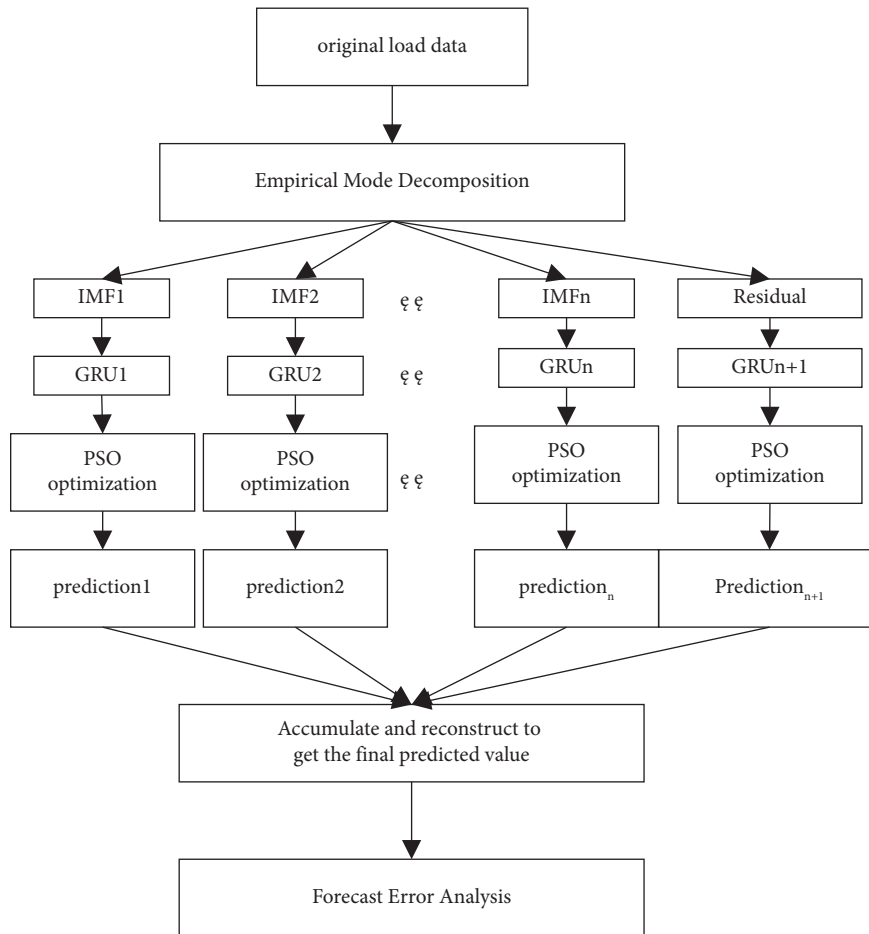 original load data
Empirical Mode Decomposition
IMF1
IMF2
ę ę
IMFn
Residual
GRU1
GRU2
ę ę
GRUn
GRUn+1
PSO
optimization
PSO
optimization
ę ę
PSO
optimization
PSO
optimization
prediction1
prediction2
predictionn
Predictionn+1
Accumulate and reconstruct to
get the final predicted value
Forecast Error Analysis